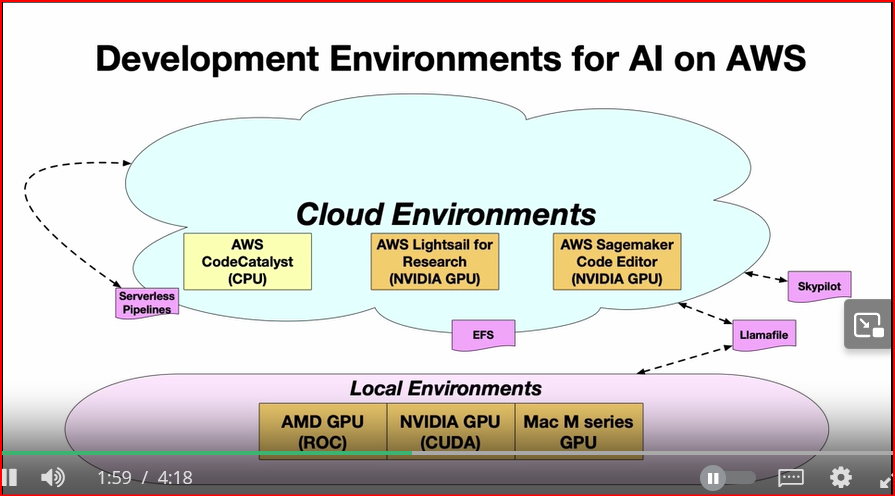 Development Environments for AI on AWS
Cloud Environments
AWS
CodeCatalyst
(CPU)
AWS Lightsail for
Research
(NVIDIA GPU)
AWS Sagemaker
Code Editor
(NVIDIA GPU)
Serverless
Pipelines
Skypilot
EFS
Llamafile
Local Environments
AMD GPU
(ROC)
NVIDIA GPU
(CUDA)
Mac M series
GPU
1:59 / 4:18